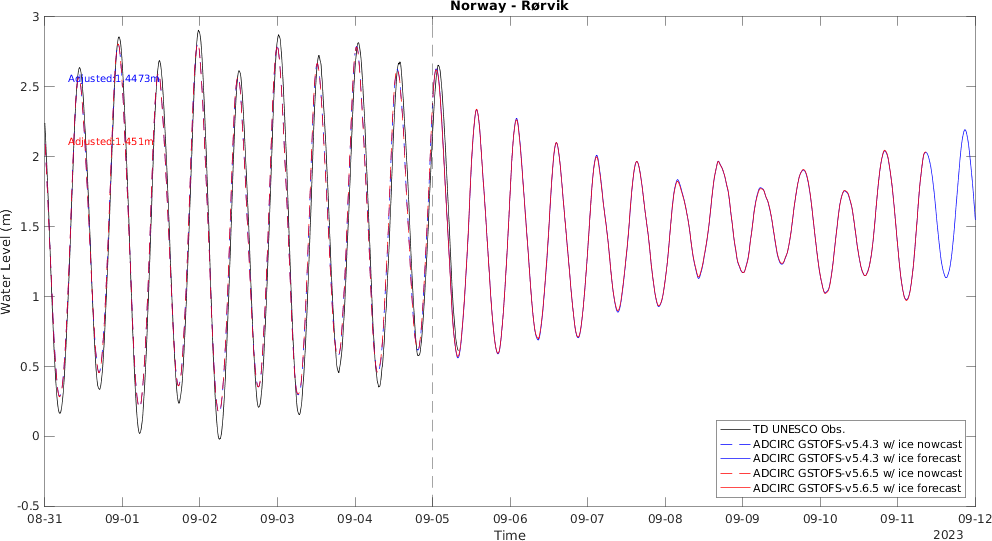 Norway - Rørvik
3
2.5
2
1.5
1
0.5
0
-0.5
Water Level (m)
Adjusted:1.4473m
Adjusted:1.451m
TD UNESCO Obs.
ADCIRC GSTOFS-v5.4.3 w/ ice nowcast
ADCIRC GSTOFS-v5.4.3 w/ ice forecast
ADCIRC GSTOFS-v5.6.5 w/ ice nowcast
ADCIRC GSTOFS-v5.6.5 w/ ice forecast
08-31 09-01 09-02 09-03 09-04 09-05 09-06 09-07 09-08 09-09 09-10 09-11 09-12
Time
2023